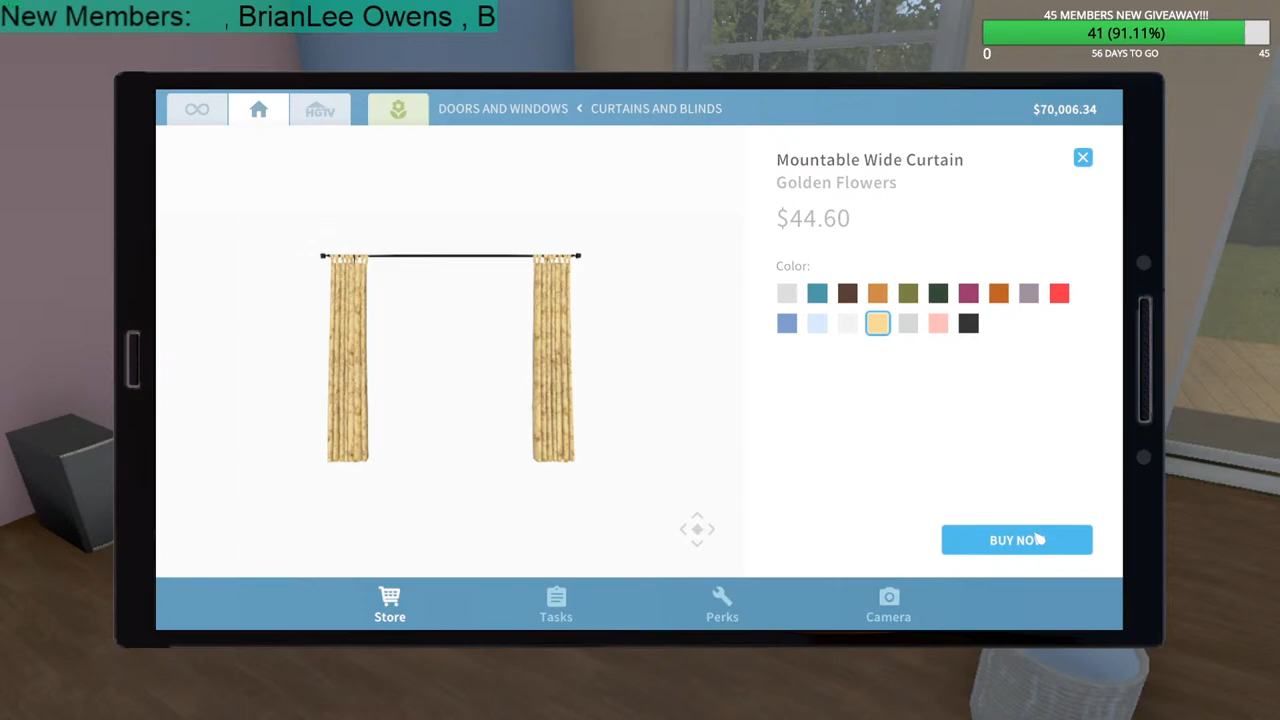 New Members: , BrianLee Owens , B
45 MEMBERS NEW GIVEAWAY!!!
41 (91.11%)
0 56 DAYS TO GO 45
HGTV DOORS AND WINDOWS < CURTAINS AND BLINDS $70,006.34
Mountable Wide Curtain
Golden Flowers
$44.60
Color:
BUY NOW
Store Tasks Perks Camera